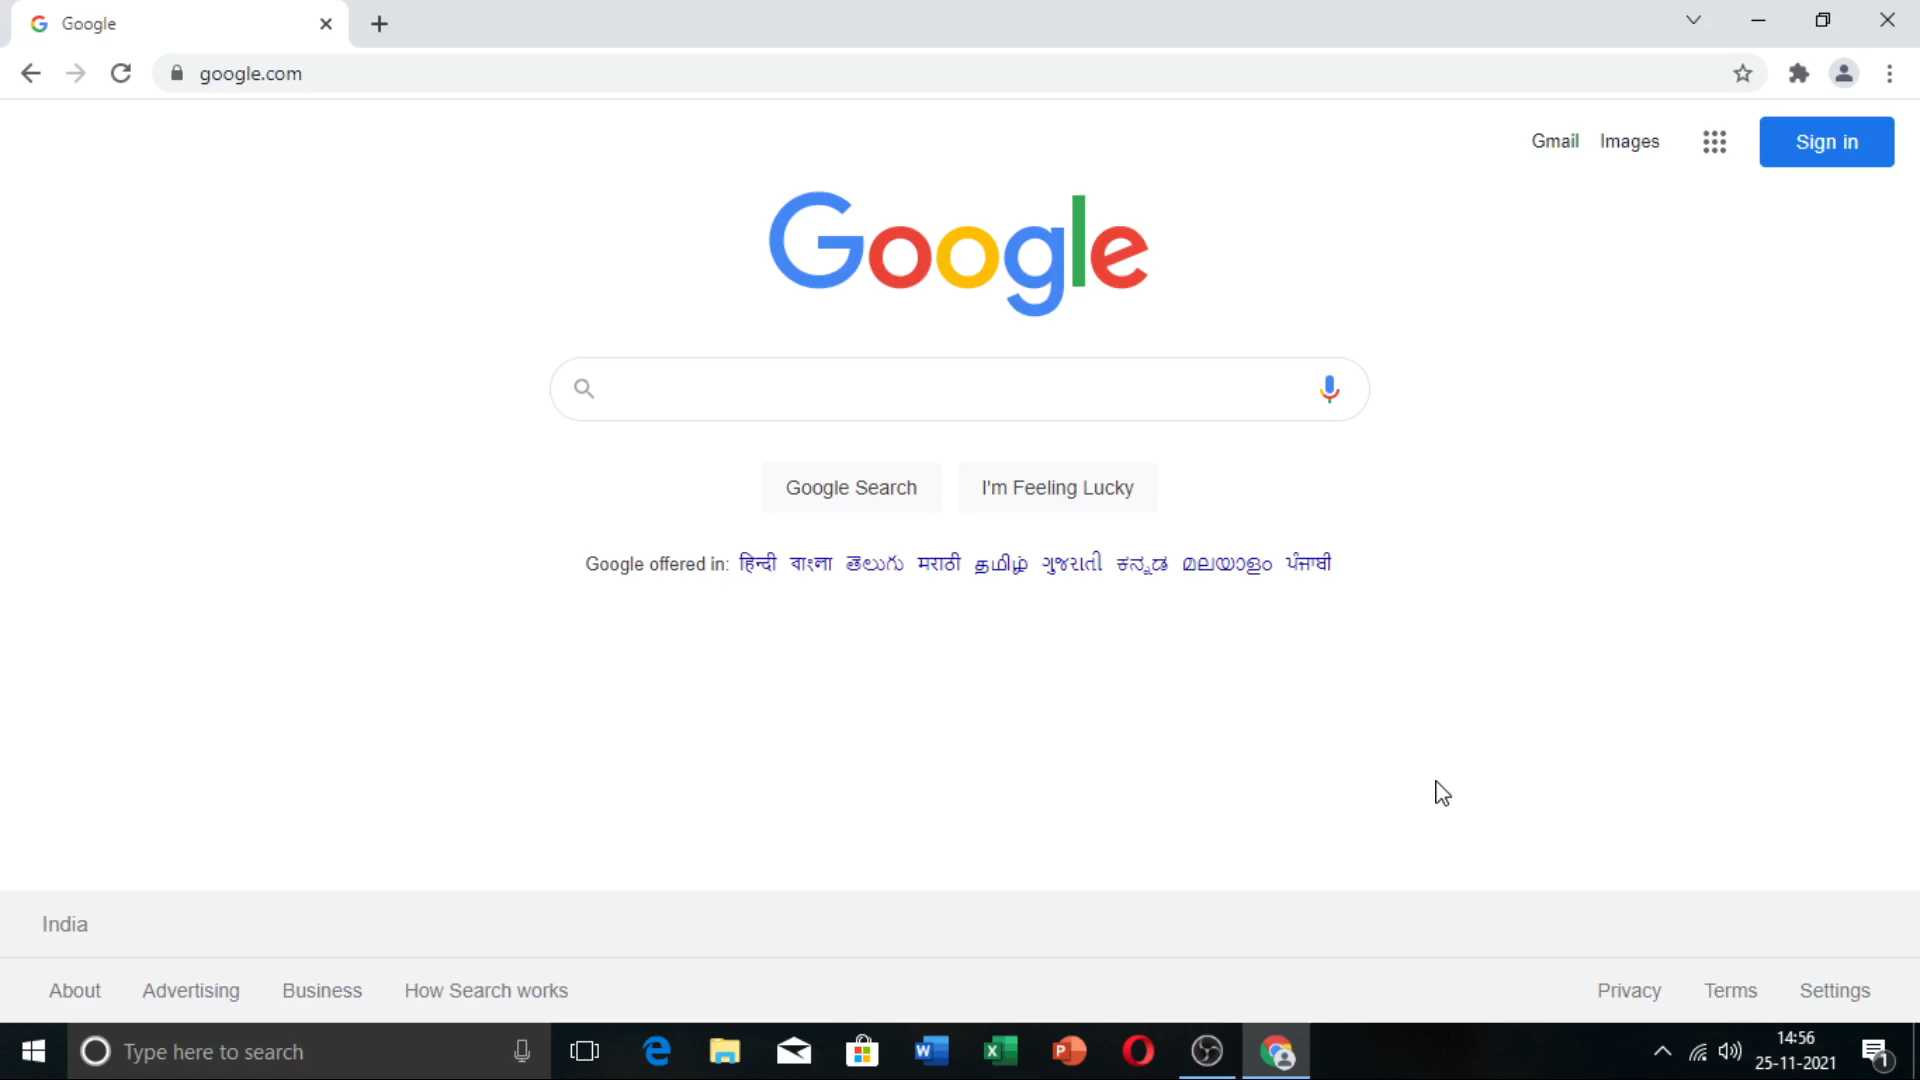 Google
google.com
Gmail Images Sign in
Google
Google Search I'm Feeling Lucky
Google offered in: हिन्दी বাংলা తెలుగు मराठी தமிழ் ગુજરાતી ಕನ್ನಡ മലയാളം ਪੰਜਾਬੀ
India
About Advertising Business How Search works Privacy Terms Settings
Type here to search
14:56
25-11-2021
1